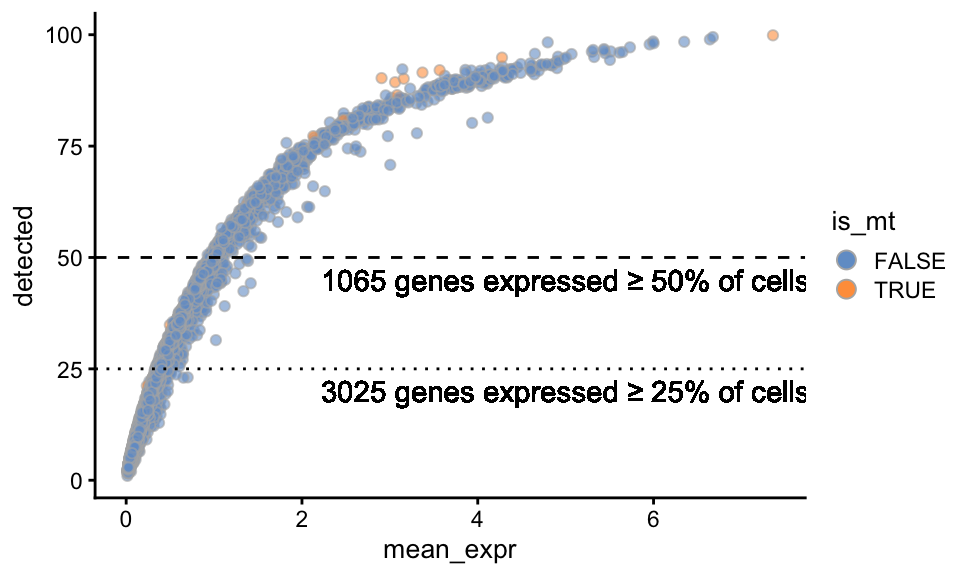 100
75
50
25
0
detected
1065 genes expressed ≥ 50% of cells
3025 genes expressed ≥ 25% of cells
0 2 4 6
mean_expr
is_mt
FALSE
TRUE